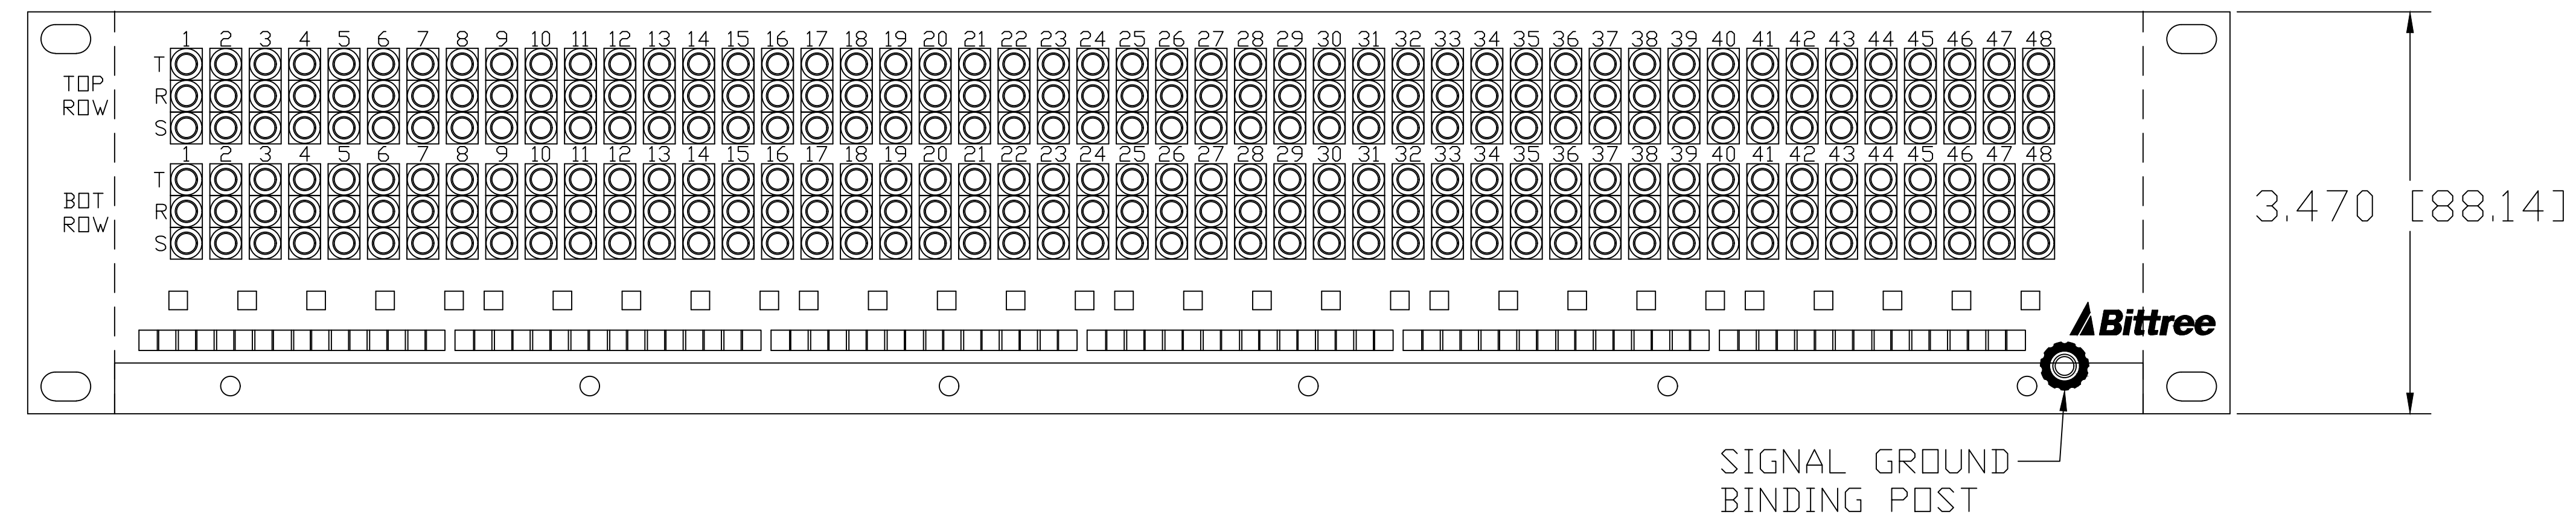 1 2 3 4 5 6 7 8 9 10 11 12 13 14 15 16 17 18 19 20 21 22 23 24 25 26 27 28 29 30 31 32 33 34 35 36 37 38 39 40 41 42 43 44 45 46 47 48
T
TOP
R
ROW
S
1 2 3 4 5 6 7 8 9 10 11 12 13 14 15 16 17 18 19 20 21 22 23 24 25 26 27 28 29 30 31 32 33 34 35 36 37 38 39 40 41 42 43 44 45 46 47 48
T
BOT
R
ROW
S
3.470 [88.14]
Bittree
SIGNAL GROUND
BINDING POST